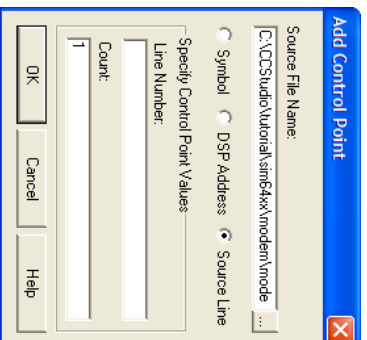 Add Control Point
Source File Name:
C:\CCStudio\tutorial\sim64xx\modem\mode
...
Symbol DSP Address Source Line
Specify Control Point Values
Line Number:
Count:
1
OK Cancel Help